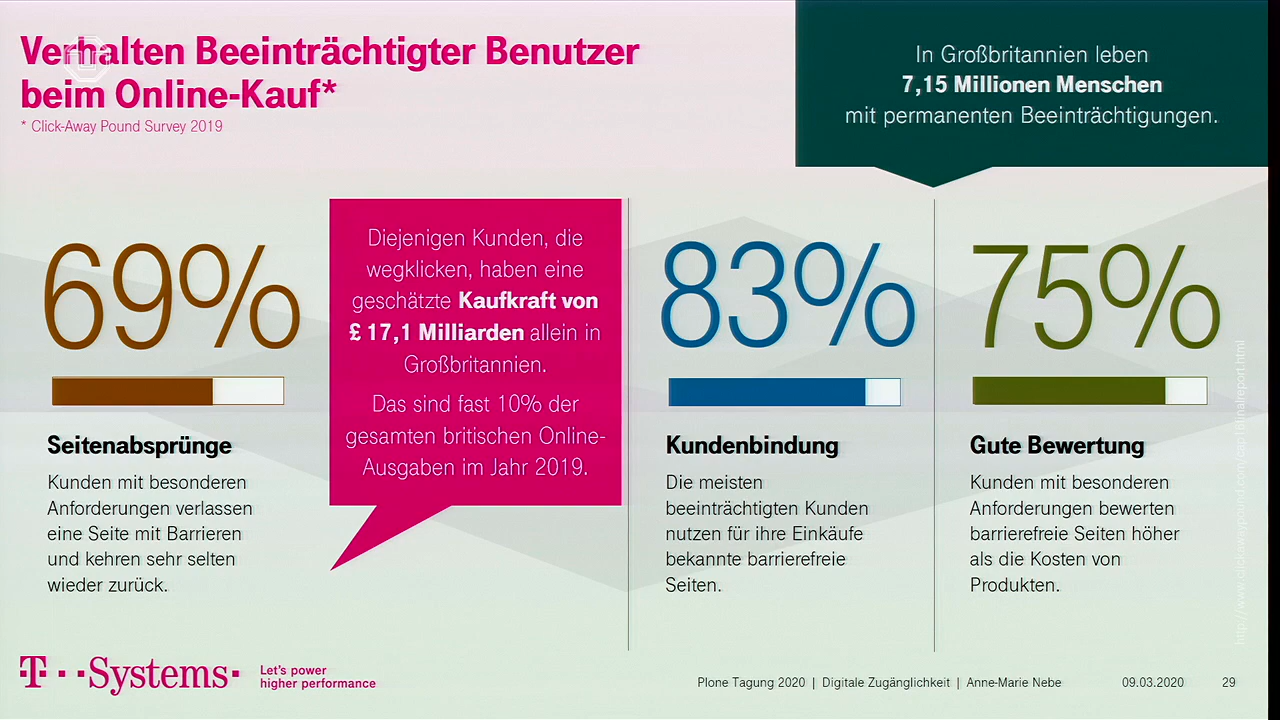 Verhalten Beeinträchtigter Benutzer
beim Online-Kauf*
* Click-Away Pound Survey 2019
In Großbritannien leben
7,15 Millionen Menschen
mit permanenten Beeinträchtigungen.
69%
Seitenabsprünge
Kunden mit besonderen
Anforderungen verlassen
eine Seite mit Barrieren
und kehren sehr selten
wieder zurück.
Diejenigen Kunden, die
wegklicken, haben eine
geschätzte Kaufkraft von
£ 17,1 Milliarden allein in
Großbritannien.
Das sind fast 10% der
gesamten britischen Online-
Ausgaben im Jahr 2019.
83%
Kundenbindung
Die meisten
beeinträchtigten Kunden
nutzen für ihre Einkäufe
bekannte barrierefreie
Seiten.
75%
Gute Bewertung
Kunden mit besonderen
Anforderungen bewerten
barrierefreie Seiten höher
als die Kosten von
Produkten.
T··Systems·
Let's power
higher performance
Plone Tagung 2020 | Digitale Zugänglichkeit | Anne-Marie Nebe 09.03.2020 29